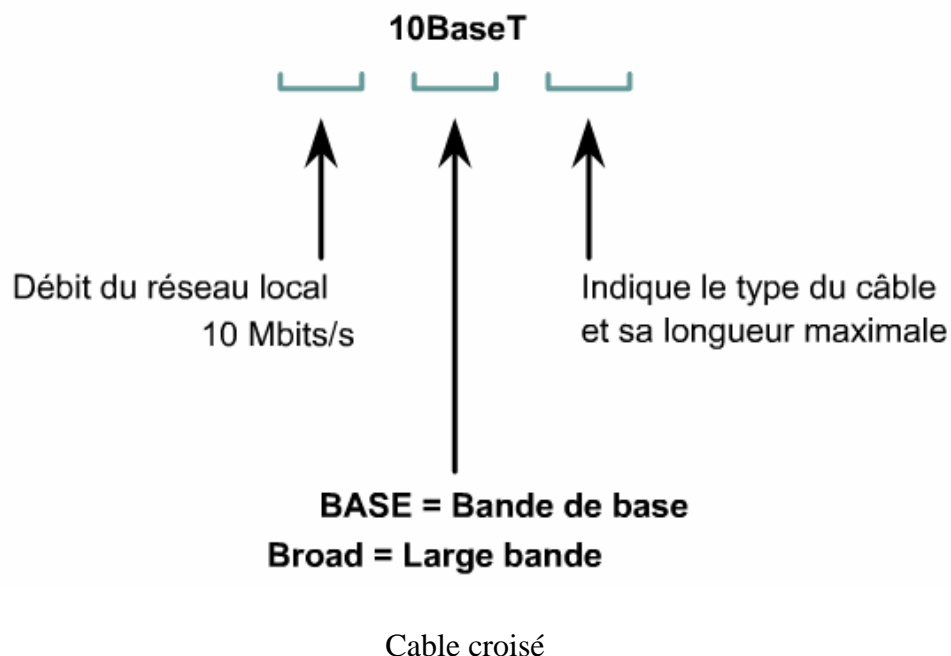 10BaseT
Débit du réseau local
10 Mbits/s
Indique le type du câble
et sa longueur maximale
BASE = Bande de base
Broad = Large bande
Cable croisé